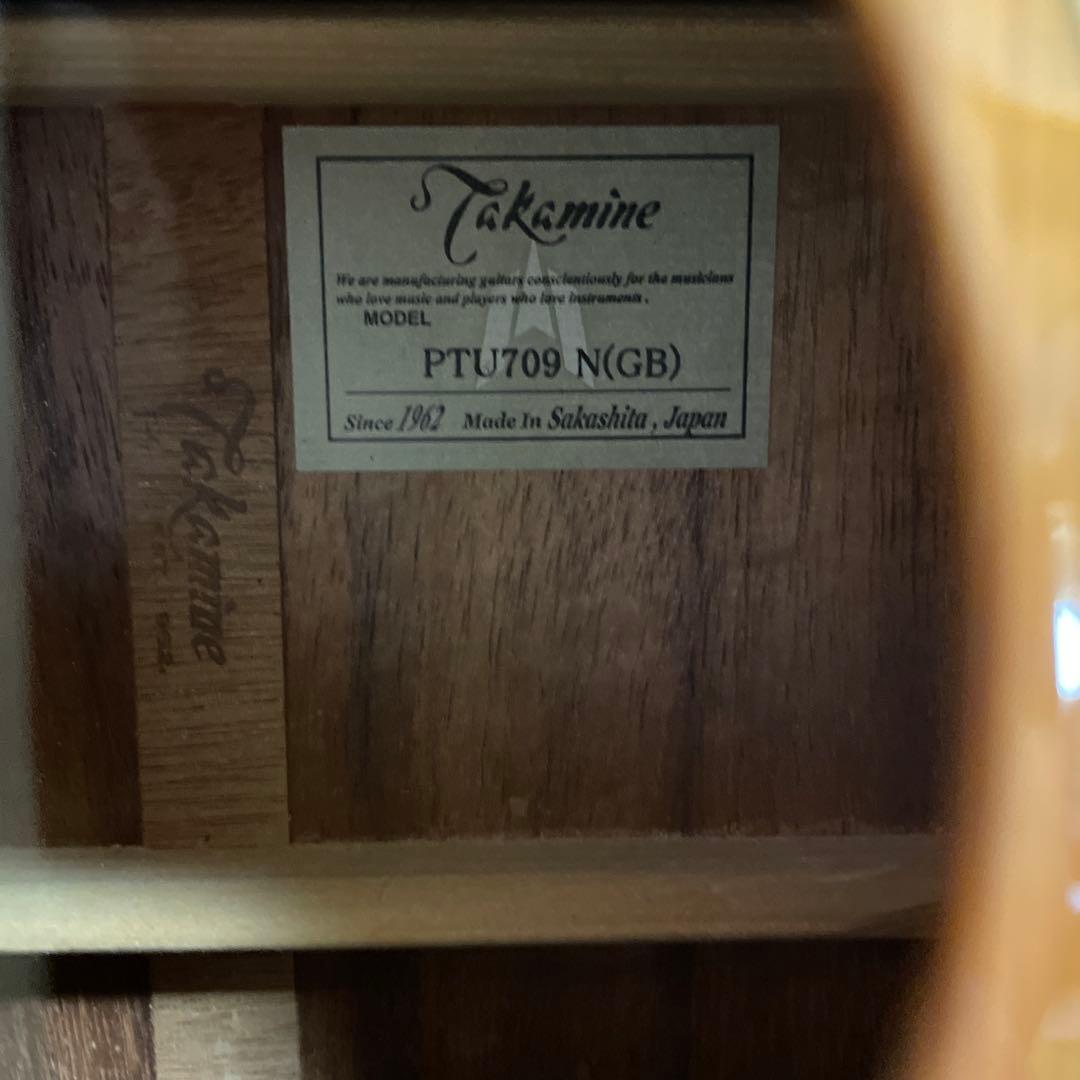 Takamine
We are manufacturing guitars conscientiously for the musicians
who love music and players who love instruments.
MODEL
PTU709 N(GB)
Since 1962 Made In Sakashita, Japan
Takamine